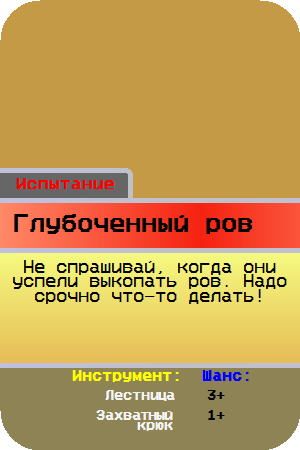 Испытание
Глубоченный ров
Не спрашивай, когда они
успели выкопать ров. Надо
срочно что-то делать!
Инструмент: Шанс:
Лестница 3+
Захватный 1+
крюк